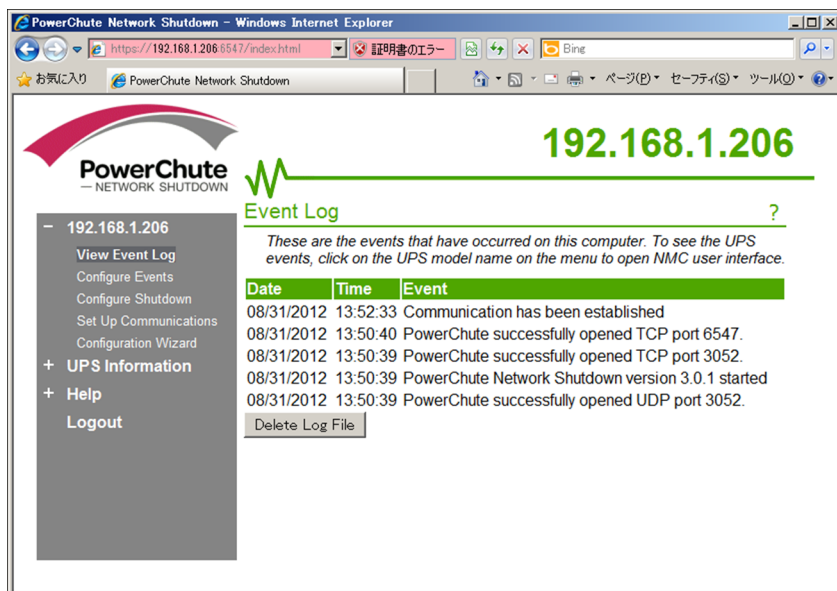 PowerChute Network Shutdown - Windows Internet Explorer
https://192.168.1.206:6547/index.html
証明書のエラー
Bing
お気に入り
PowerChute Network Shutdown
ページ(P)
セーフティ(S)
ツール(O)
PowerChute
NETWORK SHUTDOWN
192.168.1.206
− 192.168.1.206
View Event Log
Configure Events
Configure Shutdown
Set Up Communications
Configuration Wizard
+ UPS Information
+ Help
Logout
Event Log ?
These are the events that have occurred on this computer. To see the UPS
events, click on the UPS model name on the menu to open NMC user interface.
Date Time Event
08/31/2012 13:52:33 Communication has been established
08/31/2012 13:50:40 PowerChute successfully opened TCP port 6547.
08/31/2012 13:50:39 PowerChute successfully opened TCP port 3052.
08/31/2012 13:50:39 PowerChute Network Shutdown version 3.0.1 started
08/31/2012 13:50:39 PowerChute successfully opened UDP port 3052.
Delete Log File